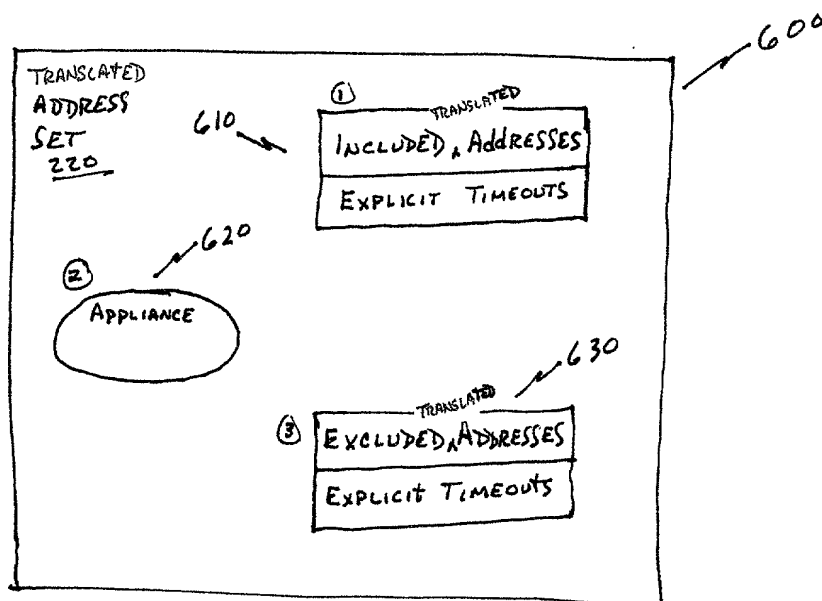 600
TRANSLATED
ADDRESS
SET
220
610
①
TRANSLATED
INCLUDED ‸ AddRESSES
EXPLICIT TIMEOUTS
620
②
APPLIANCE
630
③
TRANSLATED
EXCLUDED ‸ ADDRESSES
EXPLICIt TIMEOUtS